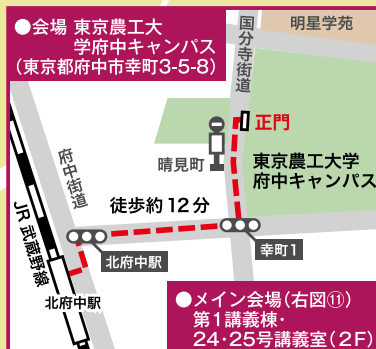 ●会場 東京農工大
学府中キャンパス
(東京都府中市幸町3-5-8)
国分寺街道
明星学苑
正門
府中街道
晴見町
東京農工大学
府中キャンパス
徒歩約12分
JR武蔵野線
北府中駅
幸町1
北府中駅
●メイン会場(右図⑪)
第1講義棟・
24・25号講義室(2F)